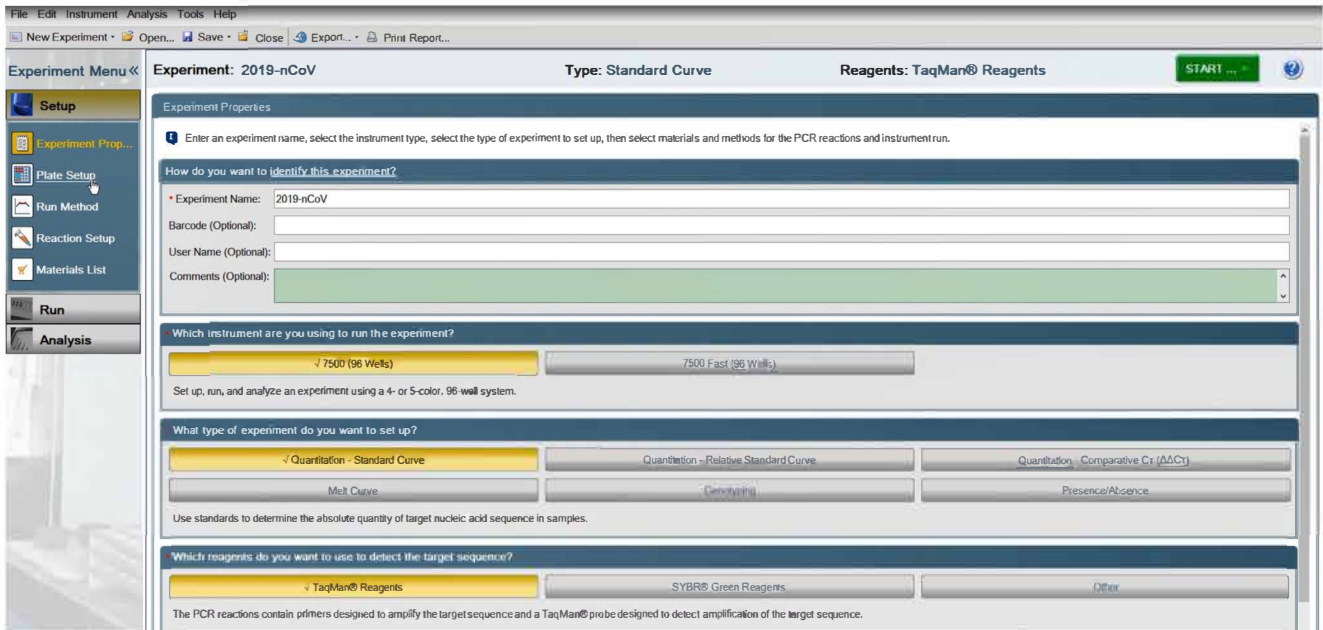 File Edit Instrument Analysis Tools Help
New Experiment Open... Save Close Export... Print Report...
Experiment Menu «
Experiment: 2019-nCoV Type: Standard Curve Reagents: TaqMan® Reagents START ...
Setup
Experiment Prop...
Plate Setup
Run Method
Reaction Setup
Materials List
Run
Analysis
Experiment Properties
Enter an experiment name, select the instrument type, select the type of experiment to set up, then select materials and methods for the PCR reactions and instrument run.
How do you want to identify this experiment?
* Experiment Name: 2019-nCoV
Barcode (Optional):
User Name (Optional):
Comments (Optional):
* Which instrument are you using to run the experiment?
√ 7500 (96 Wells) 7500 Fast (96 Wells)
Set up, run, and analyze an experiment using a 4- or 5-color, 96-well system.
What type of experiment do you want to set up?
√ Quantitation - Standard Curve Quantitation - Relative Standard Curve Quantitation Comparative Cт (ΔΔCт)
Melt Curve Genotyping Presence/Absence
Use standards to determine the absolute quantity of target nucleic acid sequence in samples.
* Which reagents do you want to use to detect the target sequence?
√ TaqMan® Reagents SYBR® Green Reagents Other
The PCR reactions contain primers designed to amplify the target sequence and a TaqMan® probe designed to detect amplification of the target sequence.